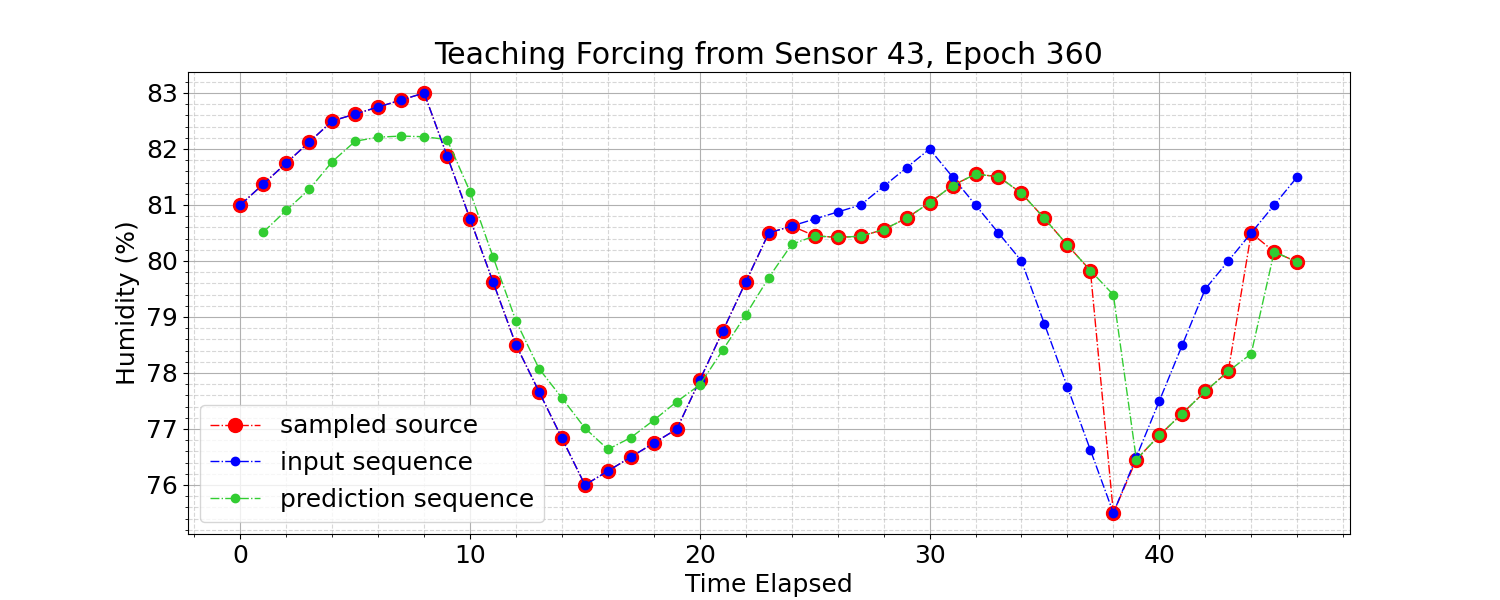 Teaching Forcing from Sensor 43, Epoch 360
83
82
81
80
79
78
77
76
Humidity (%)
sampled source
input sequence
prediction sequence
0 10 20 30 40
Time Elapsed